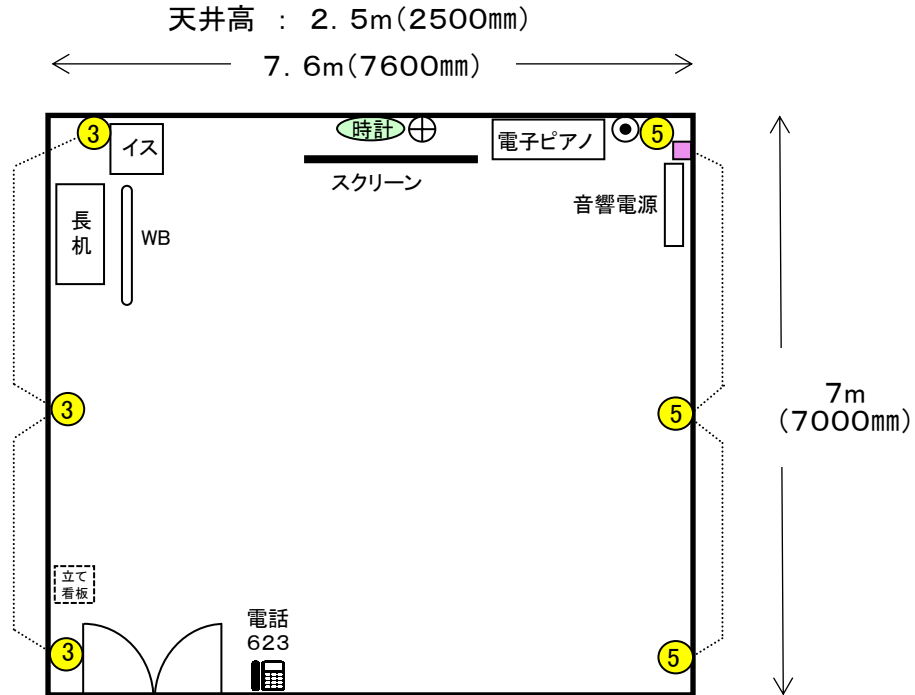 天井高 : 2.5m(2500㎜)
7.6m(7600㎜)
3
イス
時計
電子ピアノ
5
スクリーン
音響電源
長
机
WB
3
5
7m
(7000㎜)
立て
看板
電話
623
3
5